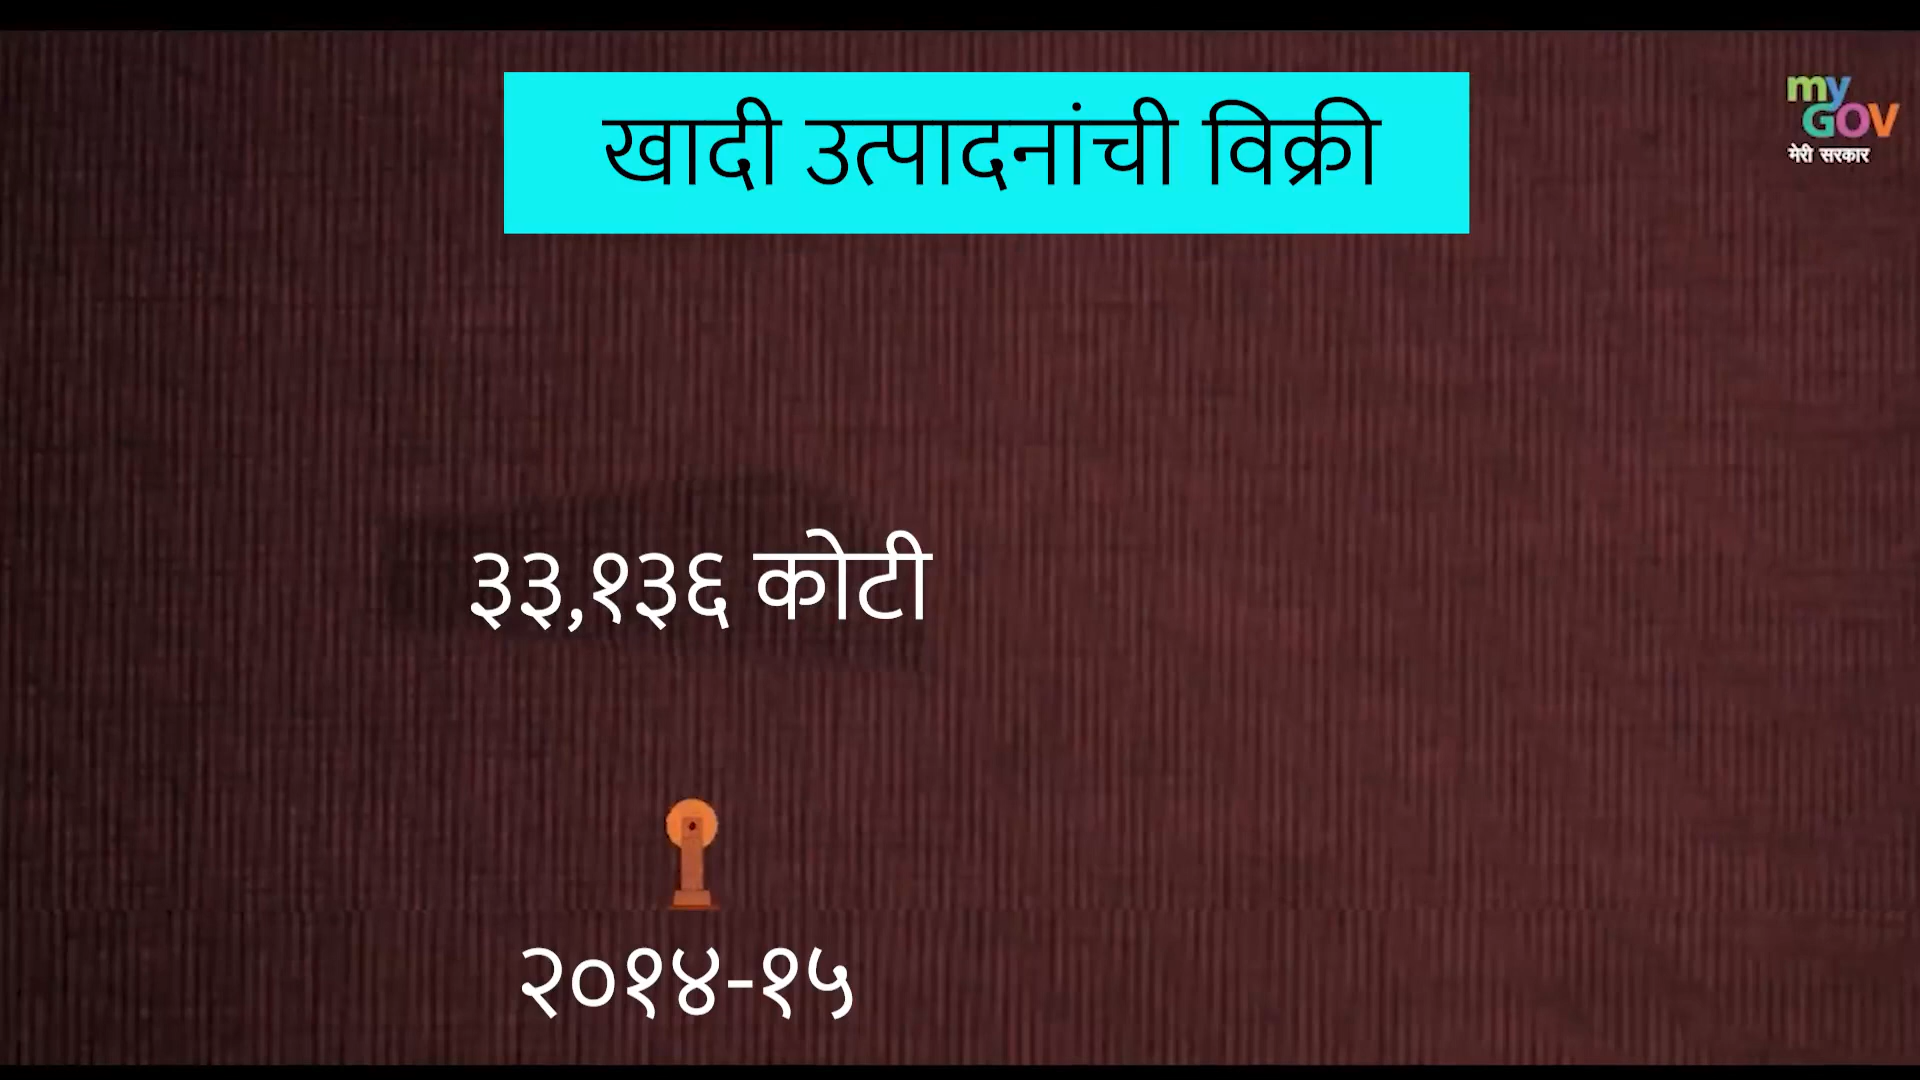 खादी उत्पादनांची विक्री
my
GOV
मेरी सरकार
३३,१३६ कोटी
२०१४-१५